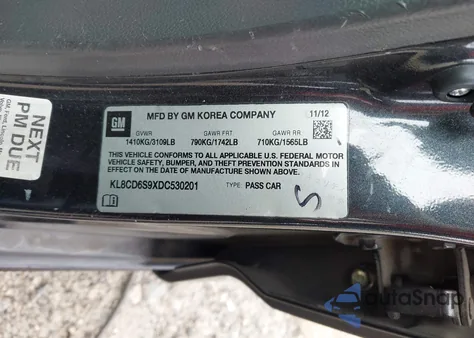 GM
MFD BY GM KOREA COMPANY
11/12
GVWR GAWR FRT GAWR RR
1410KG/3109LB 790KG/1742LB 710KG/1565LB
THIS VEHICLE CONFORMS TO ALL APPLICABLE U.S. FEDERAL MOTOR
VEHICLE SAFETY, BUMPER, AND THEFT PREVENTION STANDARDS
IN EFFECT ON THE DATE OF MANUFACTURE SHOWN ABOVE.
KL8CD6S9XDC530201 TYPE: PASS CAR
S
NEXT
PM DUE
autoSnap